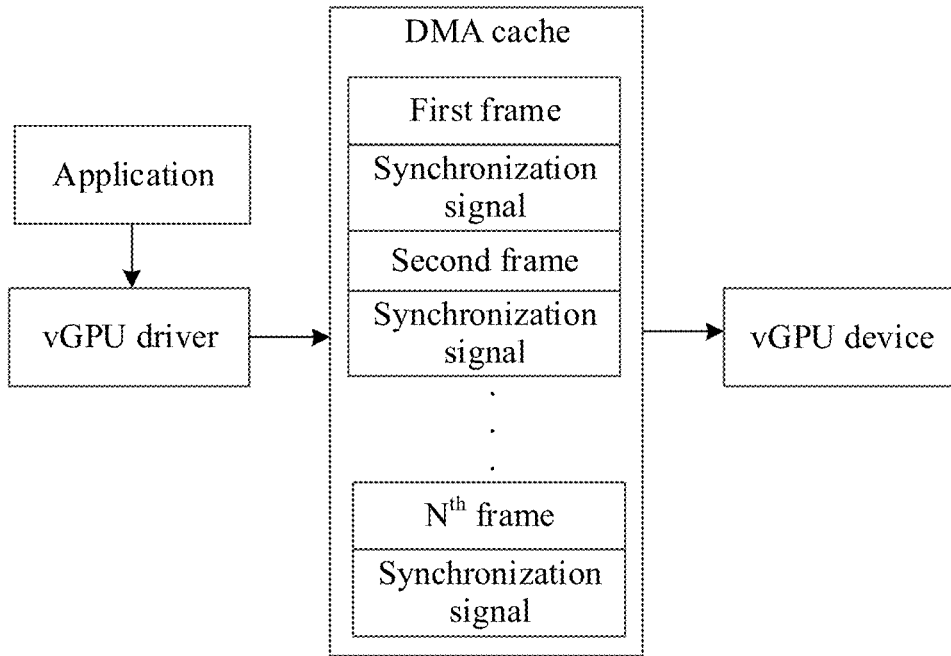 DMA cache
First frame
Synchronization
signal
Second frame
Synchronization
signal
Nᵗʰ frame
Synchronization
signal
Application
vGPU driver
vGPU device